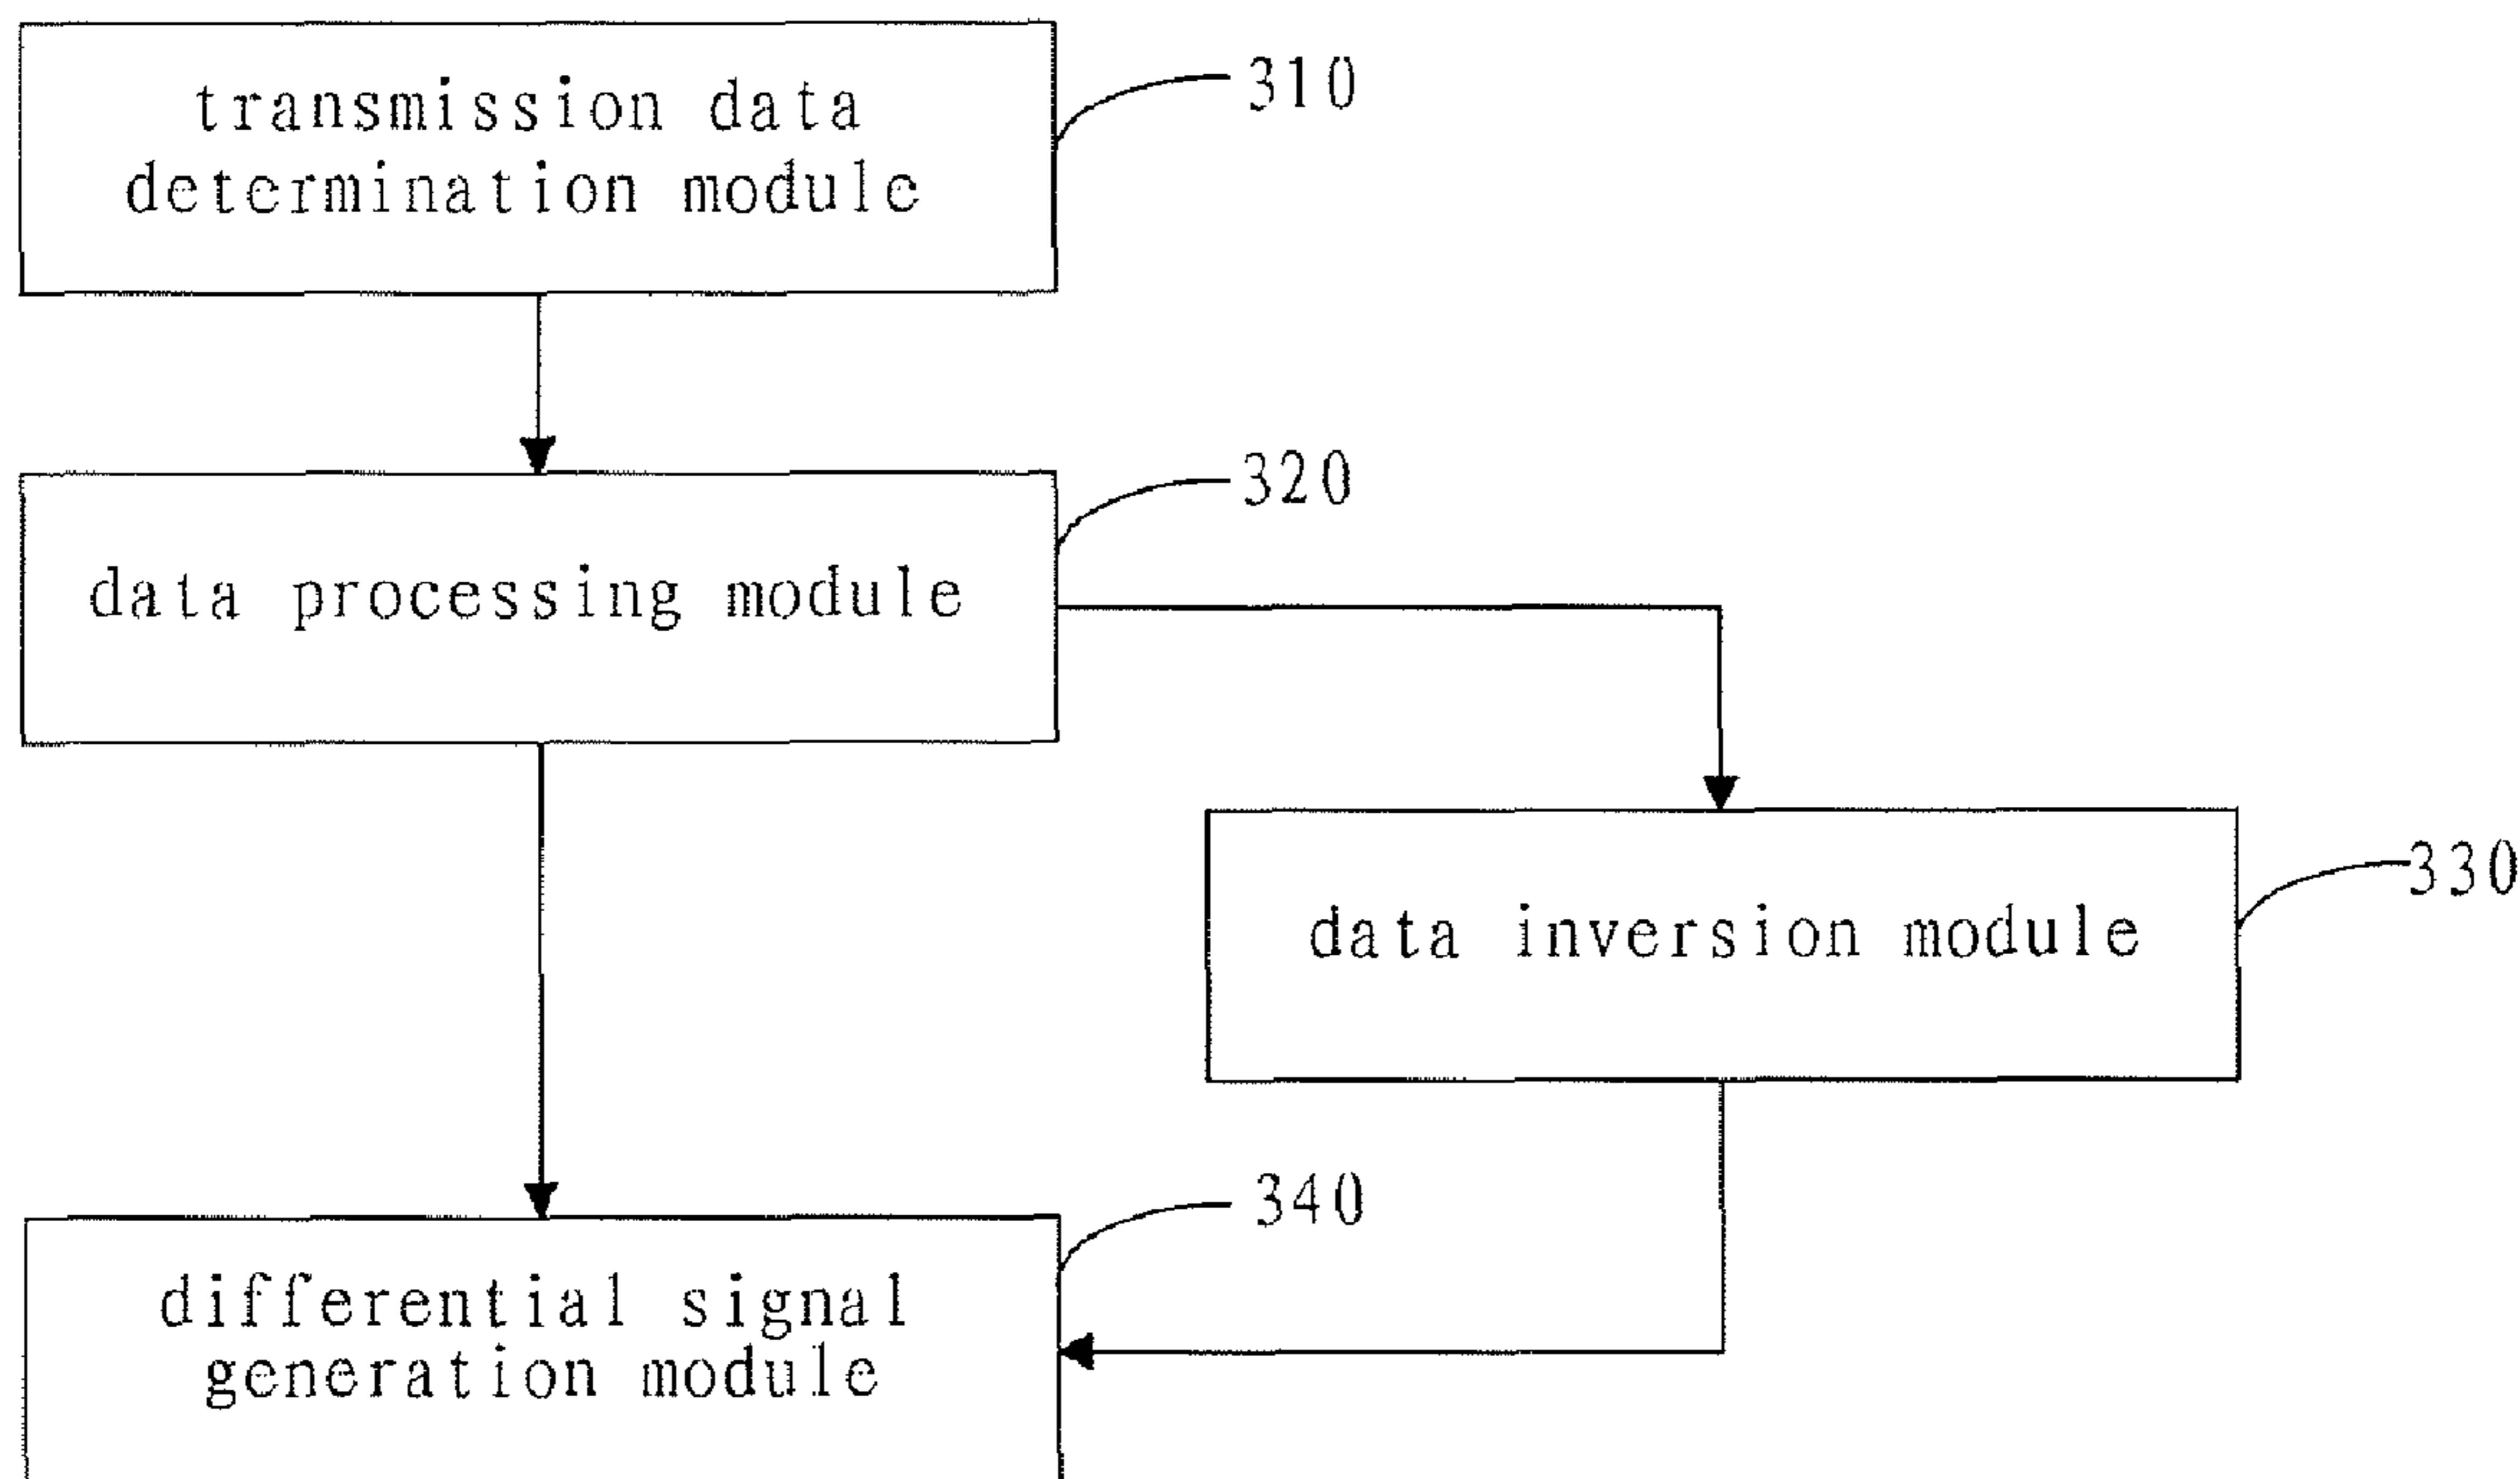 transmission data
determination module
310
320
data processing module
330
data inversion module
340
differential signal
generation module